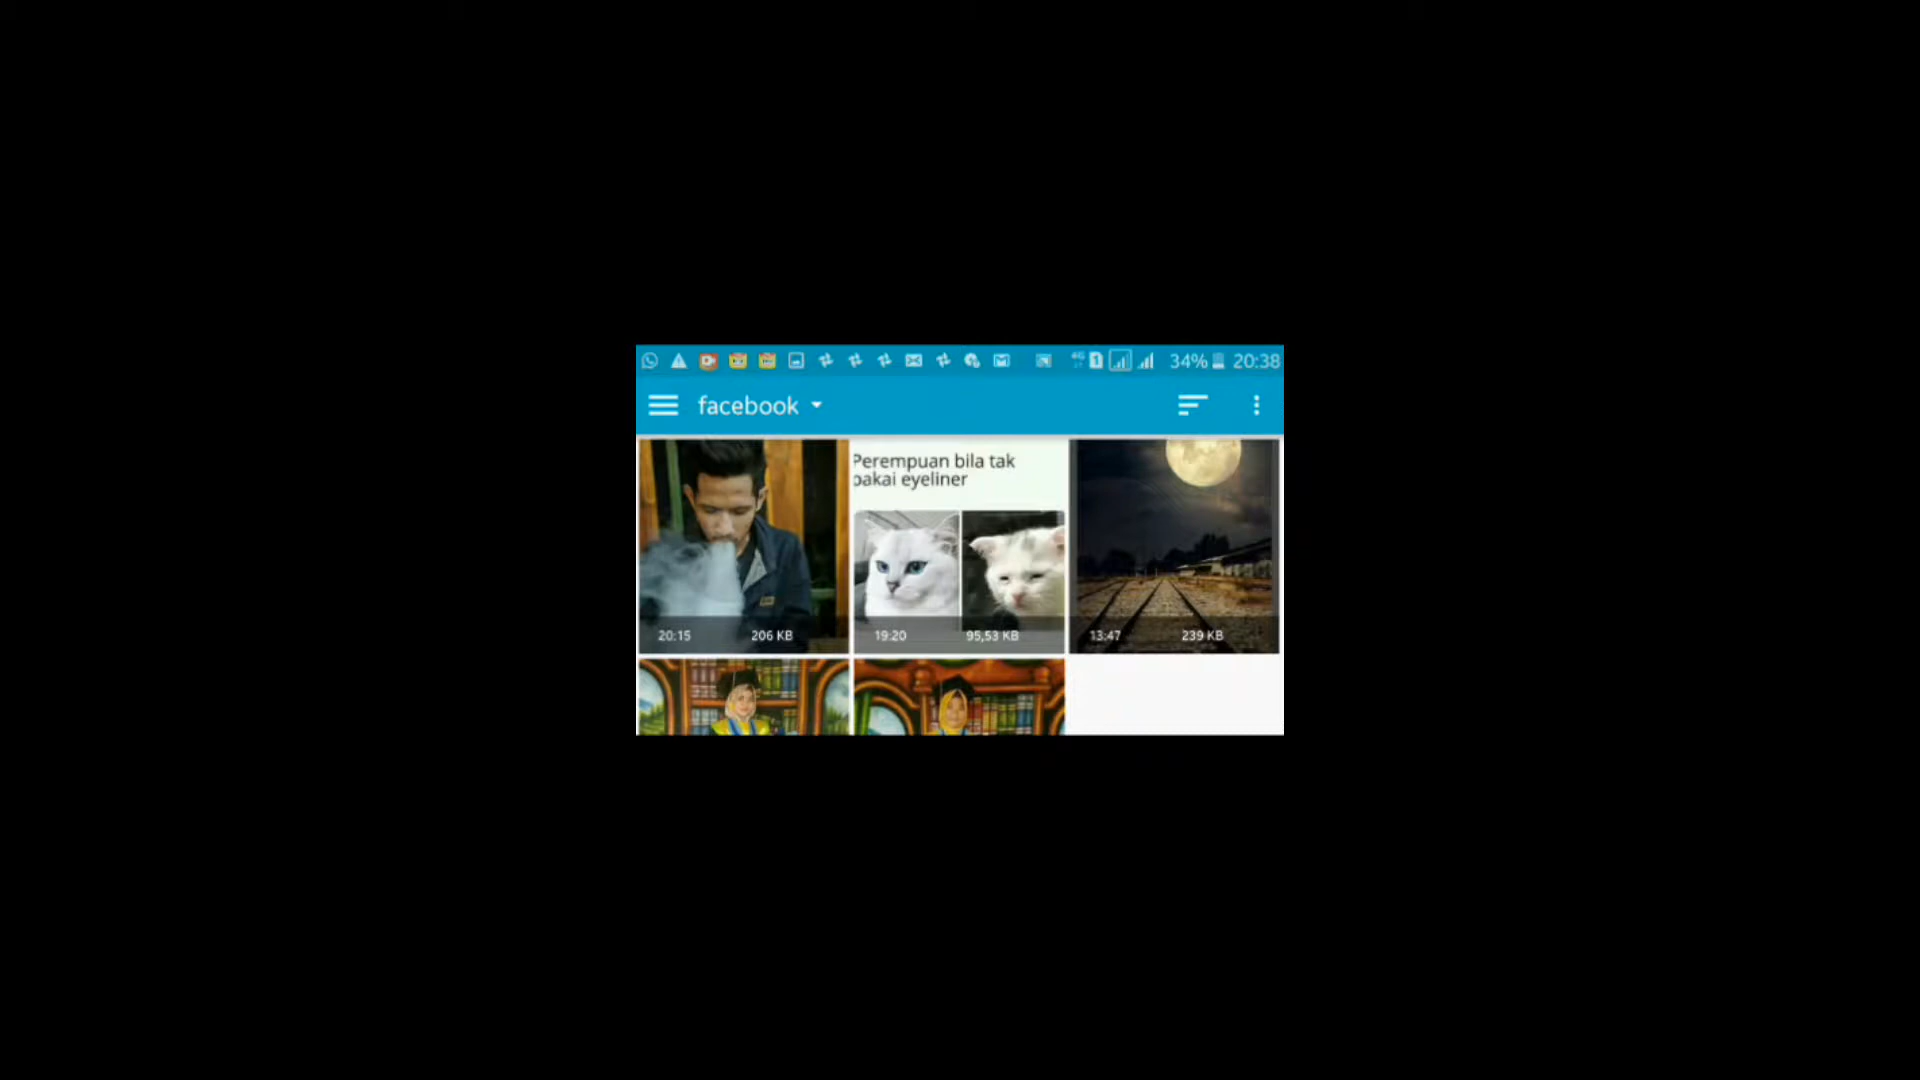 34% 20:38
facebook
Perempuan bila tak
pakai eyeliner
20:15 206 KB
19:20 95,53 KB
13:47 239 KB